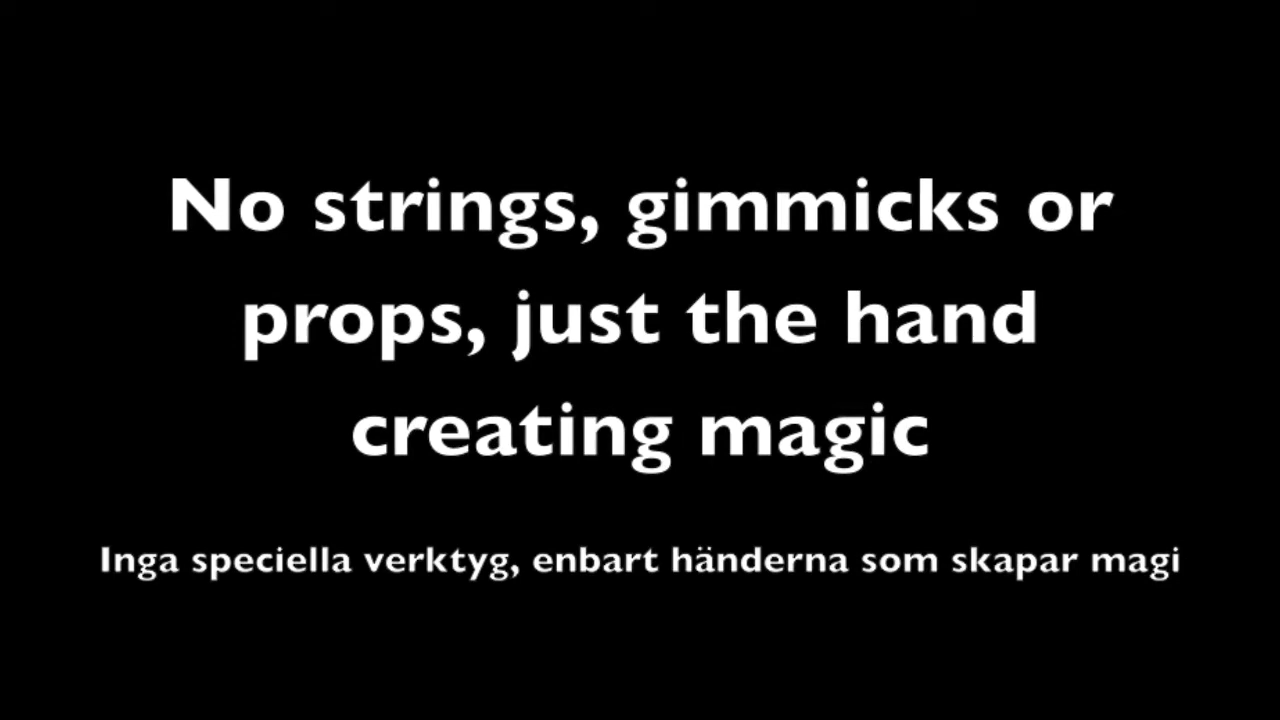 No strings, gimmicks or
props, just the hand
creating magic
Inga speciella verktyg, enbart händerna som skapar magi